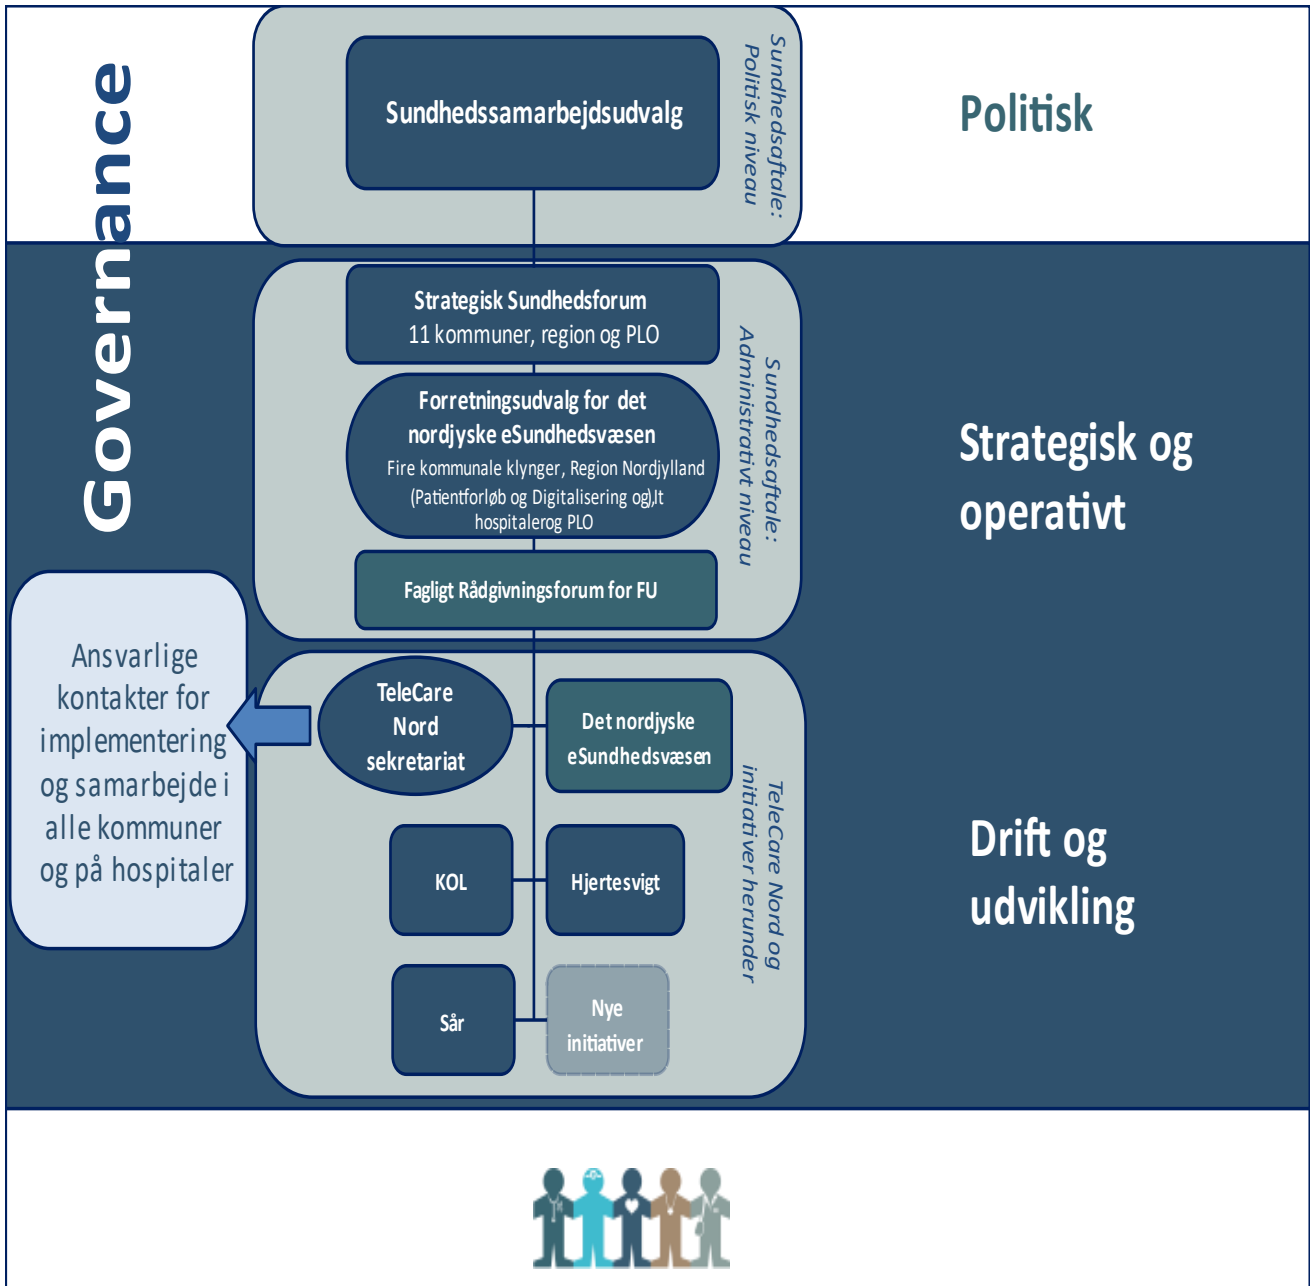 Governance
Sundhedssamarbejdsudvalg
Sundhedsaftale:
Politisk niveau
Politisk
Strategisk Sundhedsforum
11 kommuner, region og PLO
Forretningsudvalg for det
nordjyske eSundhedsvæsen
Fire kommunale klynger, Region Nordjylland
(Patientforløb og Digitalisering og),It
hospitalerog PLO
Fagligt Rådgivningsforum for FU
Sundhedsaftale:
Administrativt niveau
Strategisk og
operativt
Ansvarlige
kontakter for
implementering
og samarbejde i
alle kommuner
og på hospitaler
TeleCare
Nord
sekretariat
Det nordjyske
eSundhedsvæsen
KOL
Hjertesvigt
Sår
Nye
initiativer
TeleCare Nord og
initiativer herunder
Drift og
udvikling